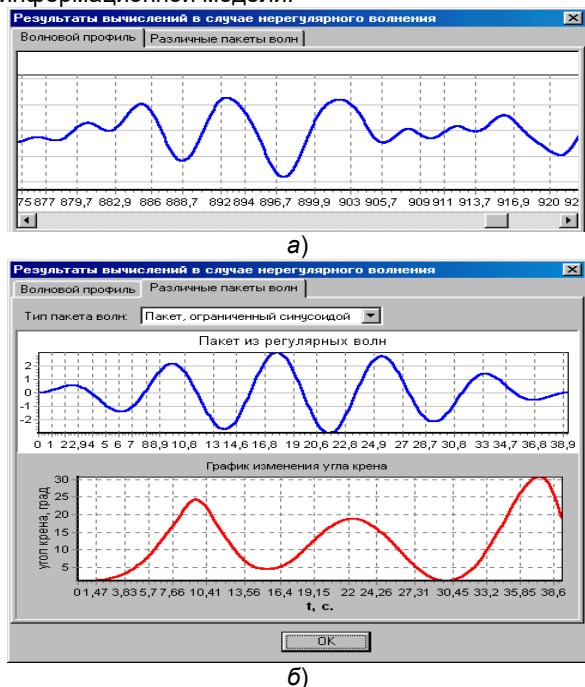 информационной модели.
Результаты вычислений в случае нерегулярного волнения
Волновой профиль Различные пакеты волн
75 877 879,7 882,9 886 888,7 892 894 896,7 899,9 903 905,7 909 911 913,7 916,9 920 92
а)
Результаты вычислений в случае нерегулярного волнения
Волновой профиль Различные пакеты волн
Тип пакета волн: Пакет, ограниченный синусоидой
Пакет из регулярных волн
2
1
0
-1
-2
0 1 22,94 5 6 7 88,9 10,8 13 14,6 16,8 19 20,6 22,8 24,9 27 28,7 30,8 33 34,7 36,8 38,9
График изменения угла крена
угол крена, град
30
25
20
15
10
5
0 1,47 3,83 5,7 7,66 10,41 13,56 16,4 19,15 22 24,26 27,31 30,45 33,2 35,85 38,6
t, с.
OK
б)